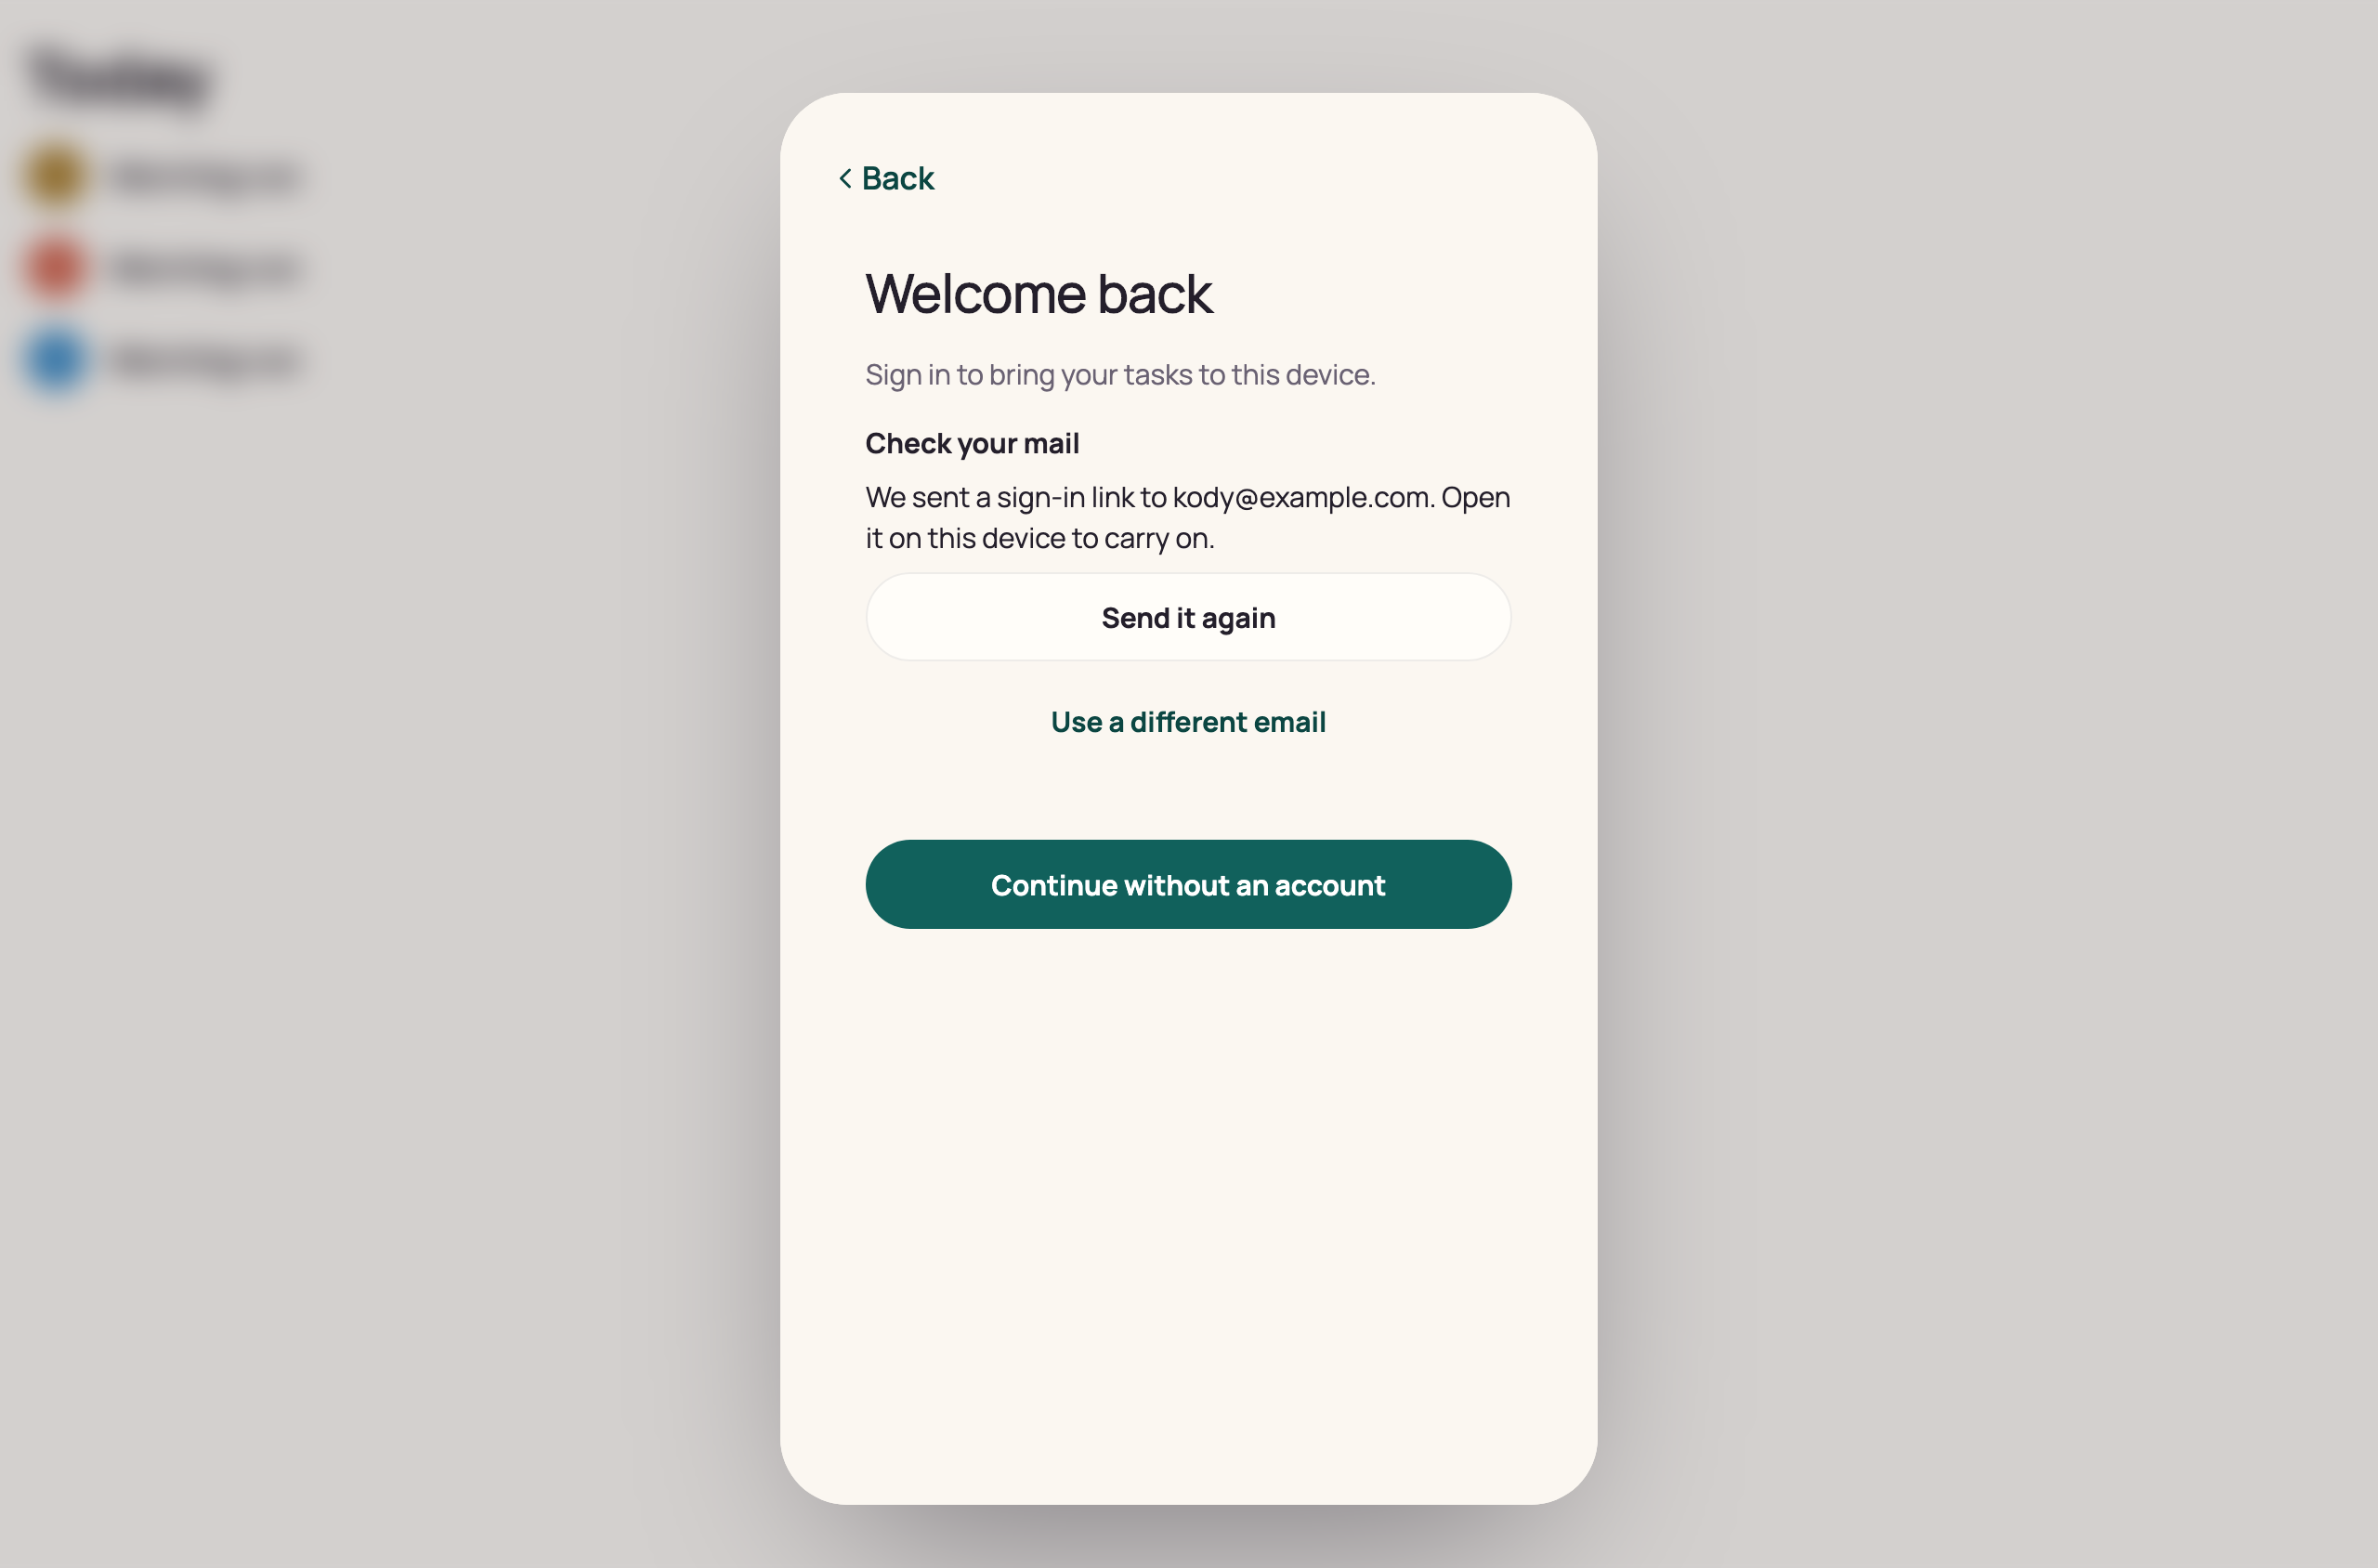 Today
Back
Welcome back
Sign in to bring your tasks to this device.
Check your mail
We sent a sign-in link to kody@example.com. Open
it on this device to carry on.
Send it again
Use a different email
Continue without an account